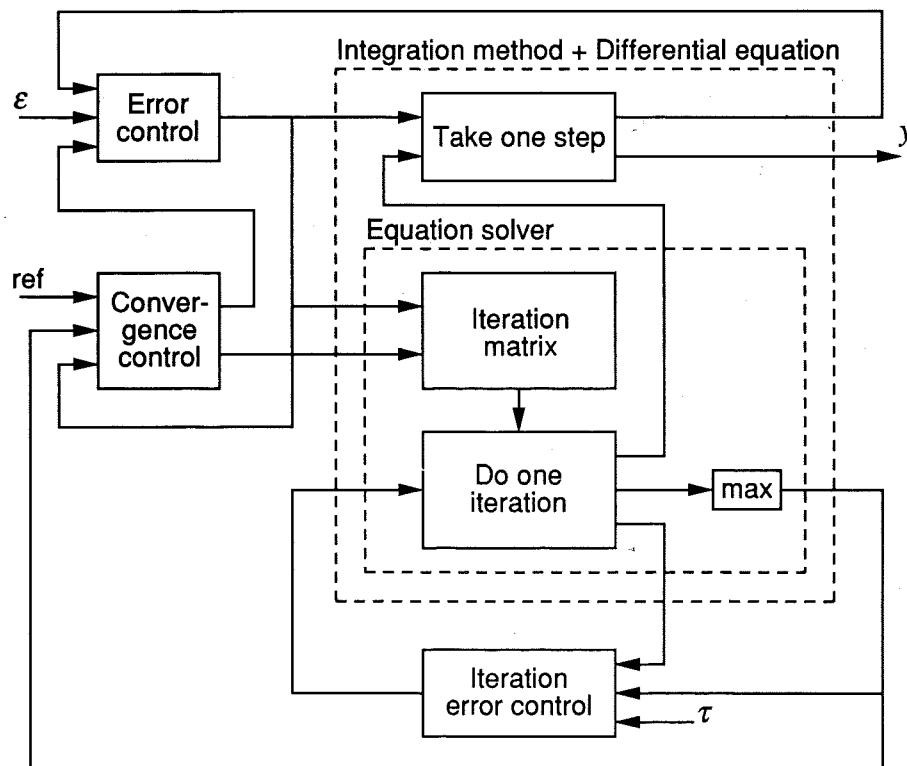 Integration method + Differential equation
ε
Error
control
Take one step
y
Equation solver
ref
Conver-
gence
control
Iteration
matrix
Do one
iteration
max
Iteration
error control
τ